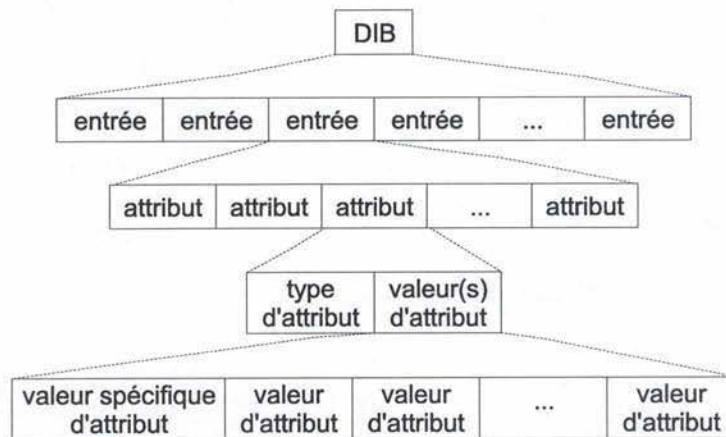 DIB
entrée entrée entrée entrée ... entrée
attribut attribut attribut ... attribut
type valeur(s)
d'attribut d'attribut
valeur spécifique valeur valeur ... valeur
d'attribut d'attribut d'attribut d'attribut